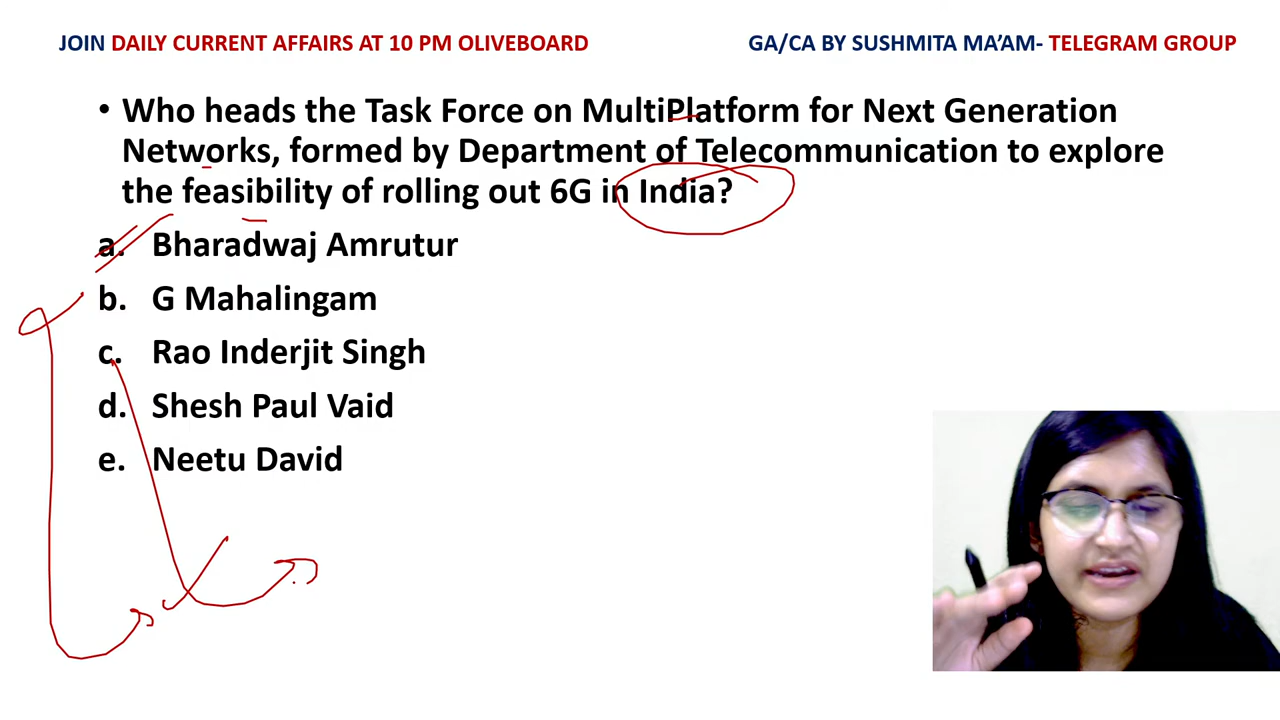 JOIN DAILY CURRENT AFFAIRS AT 10 PM OLIVEBOARD
GA/CA BY SUSHMITA MA’AM- TELEGRAM GROUP
• Who heads the Task Force on MultiPlatform for Next Generation
Networks, formed by Department of Telecommunication to explore
the feasibility of rolling out 6G in India?
a. Bharadwaj Amrutur
b. G Mahalingam
c. Rao Inderjit Singh
d. Shesh Paul Vaid
e. Neetu David